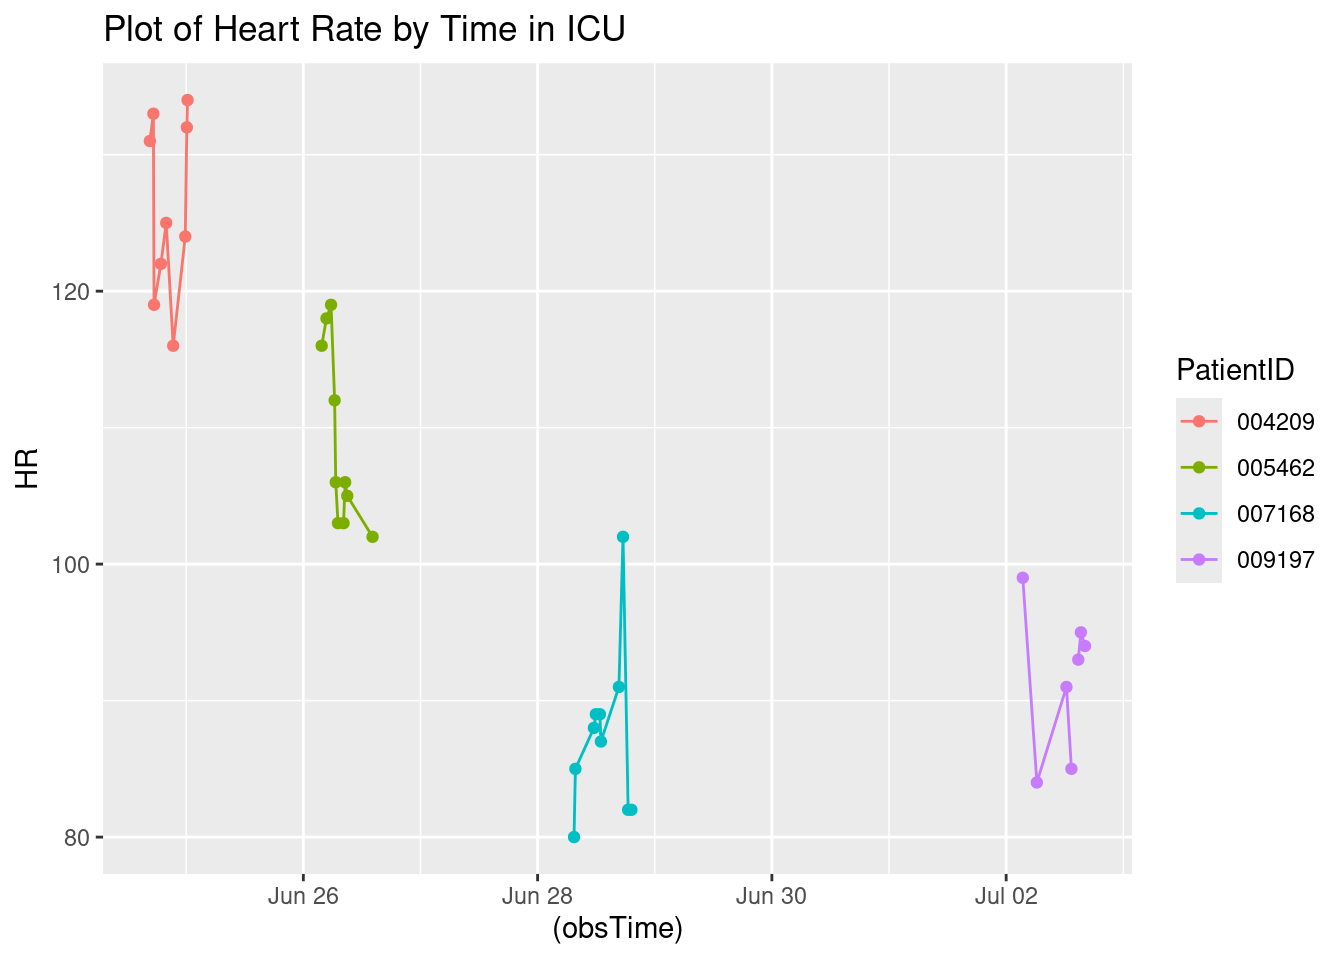 Plot of Heart Rate by Time in ICU
HR
120
100
80
Jun 26
Jun 28
Jun 30
Jul 02
(obsTime)
PatientID
004209
005462
007168
009197